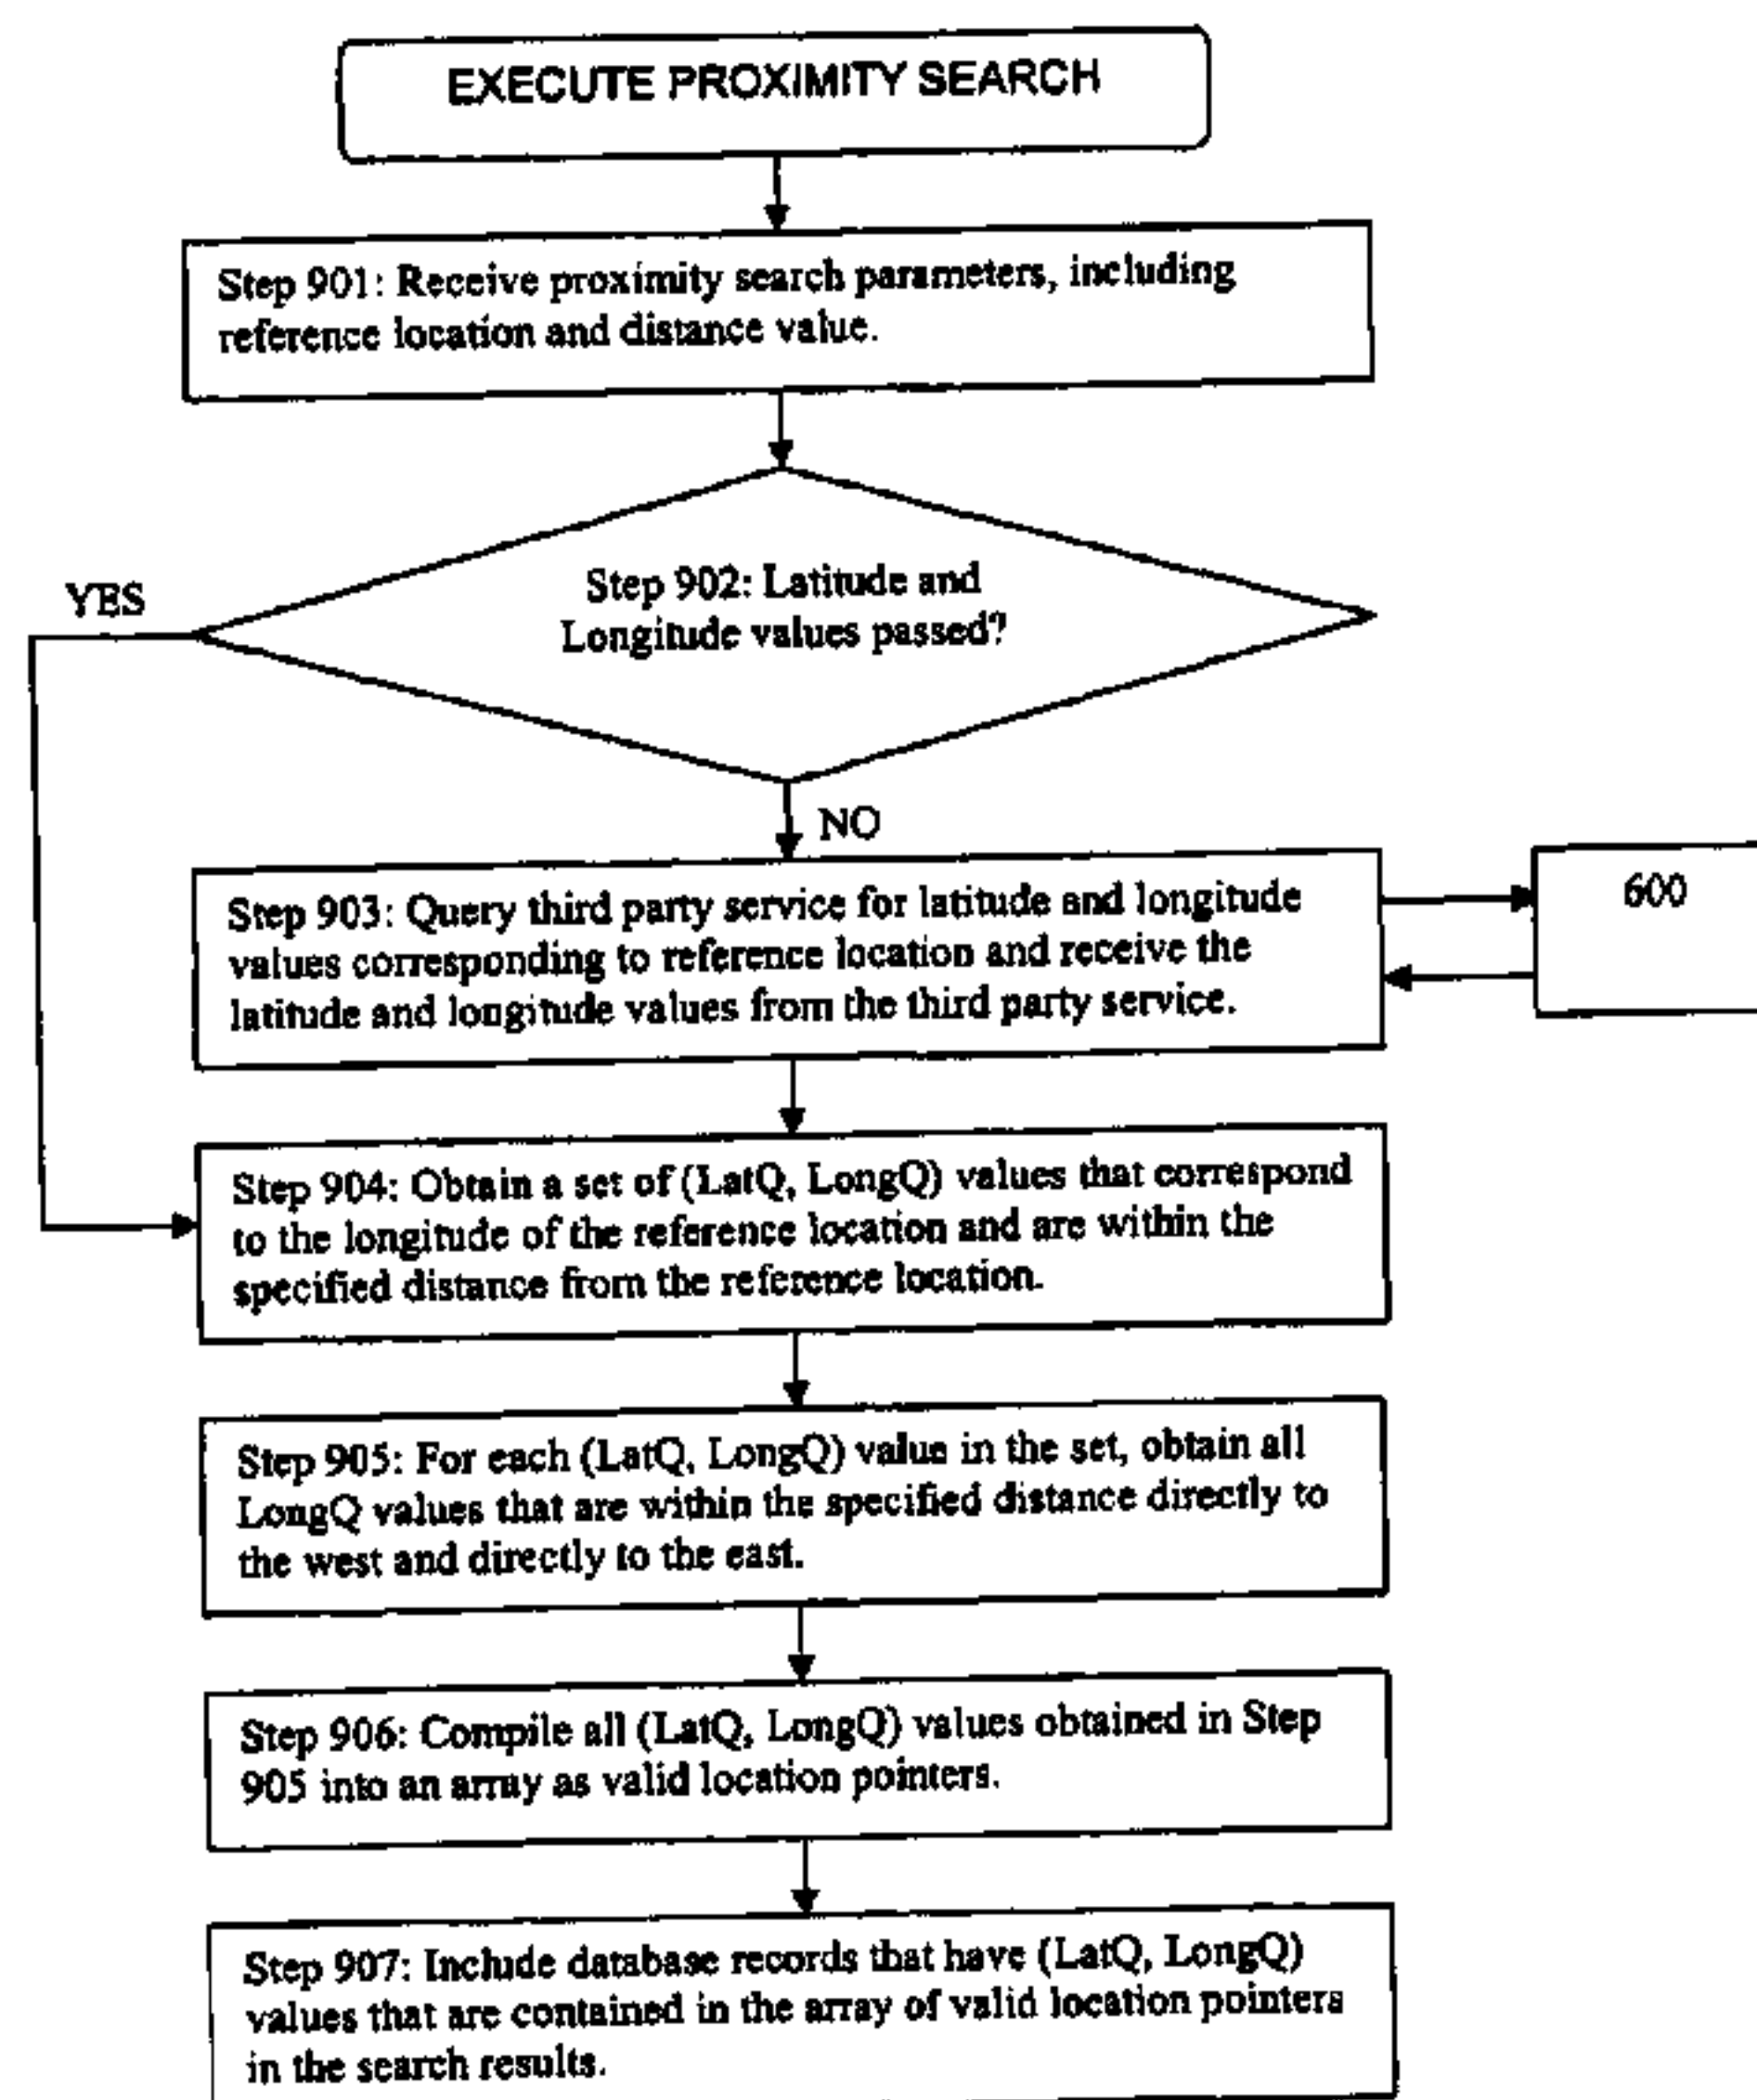 EXECUTE PROXIMITY SEARCH
Step 901: Receive proximity search parameters, including
reference location and distance value.
Step 902: Latitude and
Longitude values passed?
YES
NO
Step 903: Query third party service for latitude and longitude
values corresponding to reference location and receive the
latitude and longitude values from the third party service.
600
Step 904: Obtain a set of (LatQ, LongQ) values that correspond
to the longitude of the reference location and are within the
specified distance from the reference location.
Step 905: For each (LatQ, LongQ) value in the set, obtain all
LongQ values that are within the specified distance directly to
the west and directly to the east.
Step 906: Compile all (LatQ, LongQ) values obtained in Step
905 into an array as valid location pointers.
Step 907: Include database records that have (LatQ, LongQ)
values that are contained in the array of valid location pointers
in the search results.